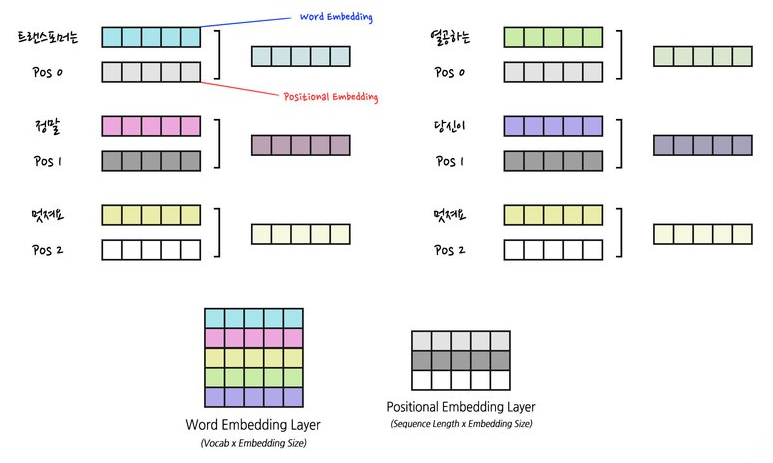 트랜스포머는
Word Embedding
Pos 0
Positional Embedding
정말
Pos 1
멋져요
Pos 2
열공하는
Pos 0
당신이
Pos 1
멋져요
Pos 2
Word Embedding Layer
(Vocab x Embedding Size)
Positional Embedding Layer
(Sequence Length x Embedding Size)